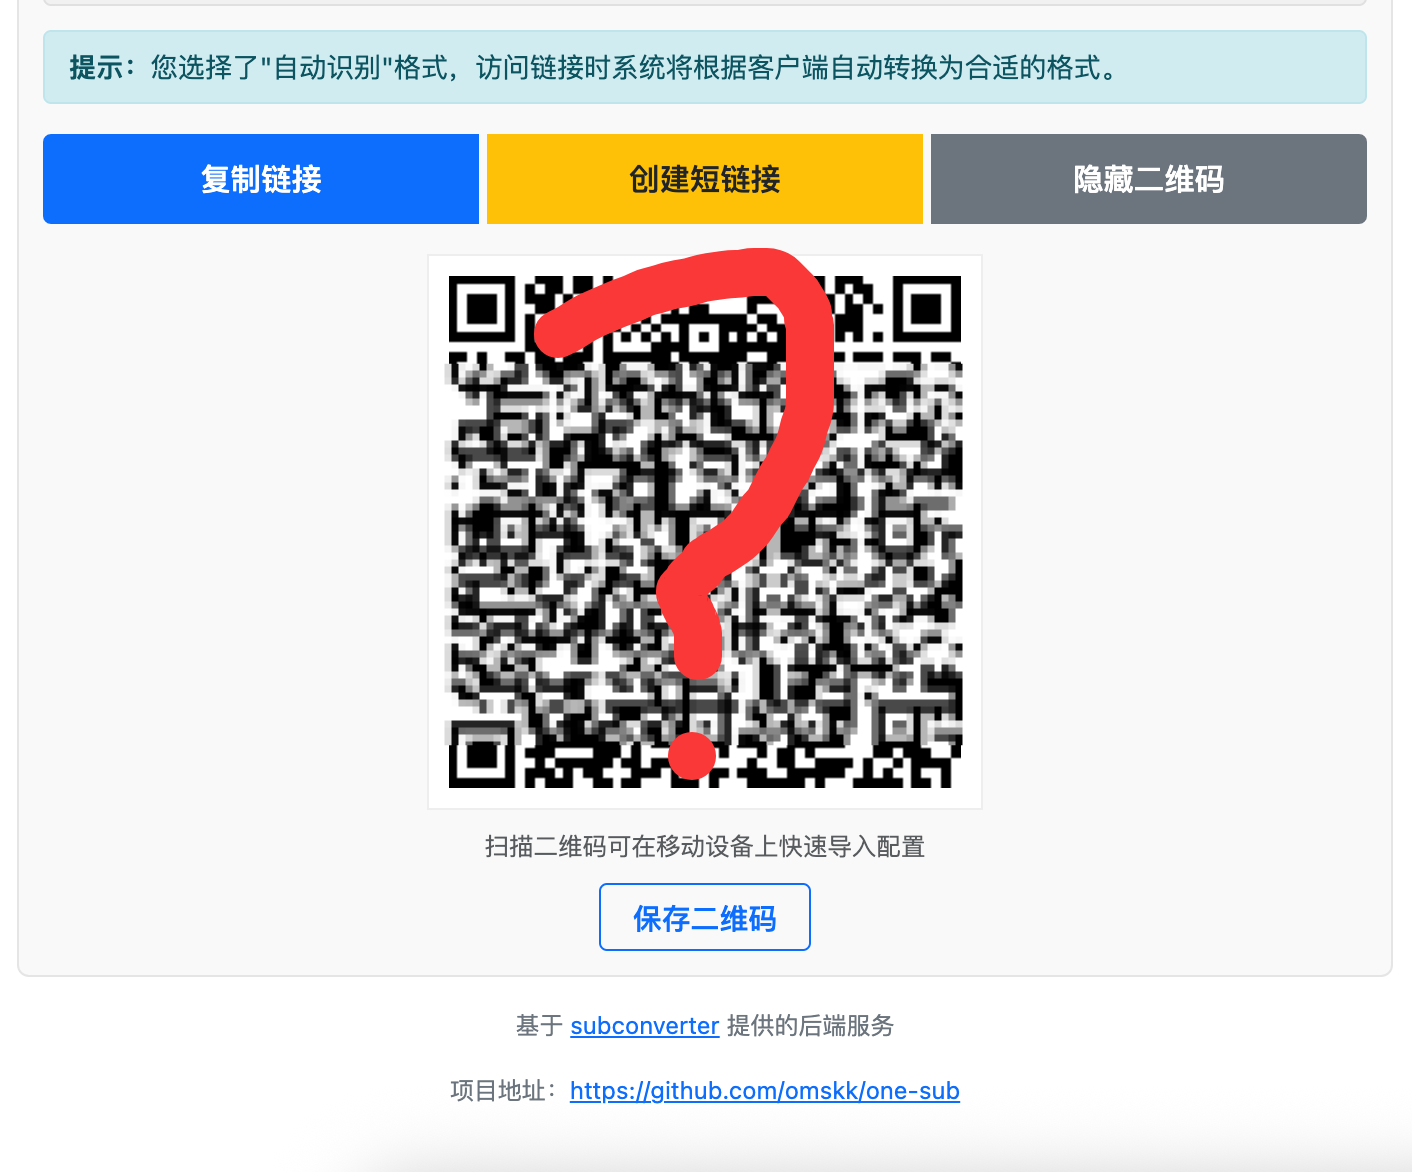 提示：您选择了"自动识别"格式，访问链接时系统将根据客户端自动转换为合适的格式。
复制链接
创建短链接
隐藏二维码
?
扫描二维码可在移动设备上快速导入配置
保存二维码
基于 subconverter 提供的后端服务
项目地址：https://github.com/omskk/one-sub